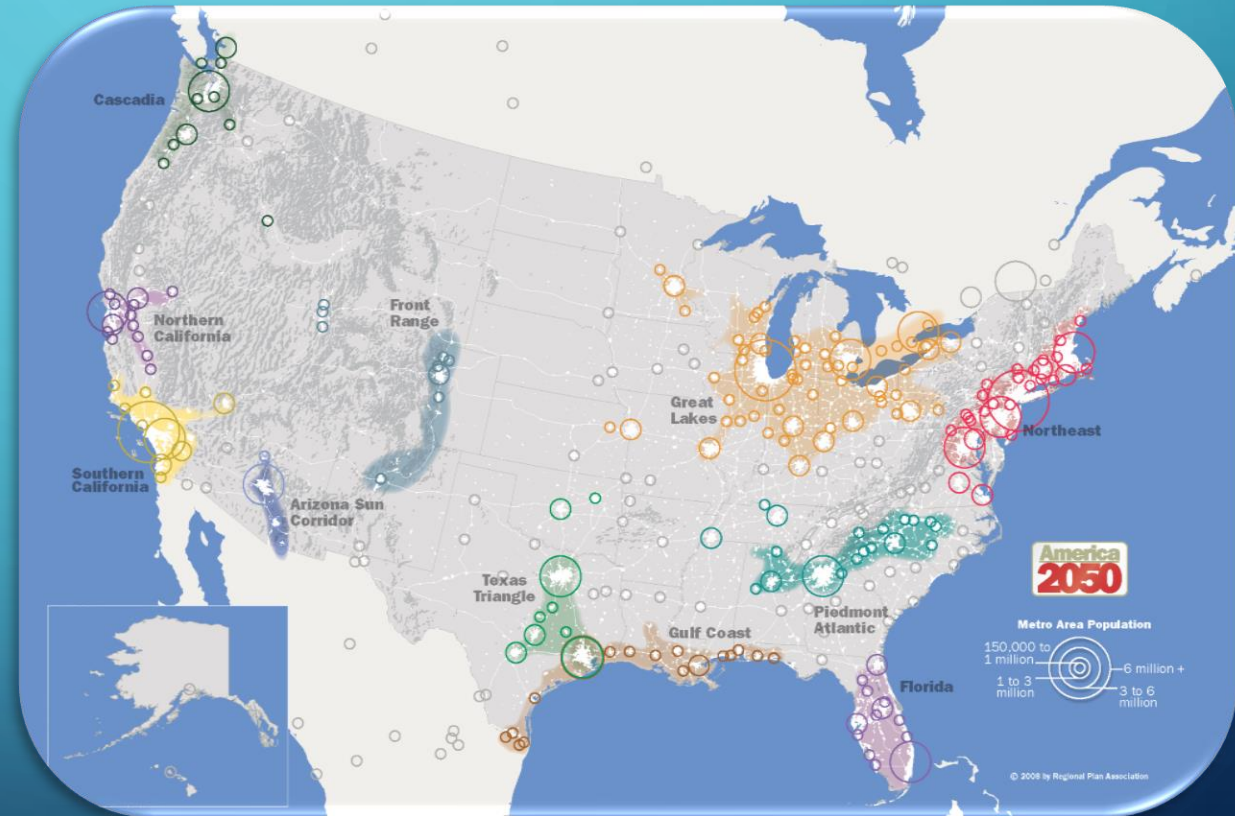 Cascadia
Northern
California
Front
Range
Great
Lakes
Northeast
Southern
California
Arizona Sun
Corridor
Texas
Triangle
Gulf Coast
Piedmont
Atlantic
Florida
America
2050
Metro Area Population
150,000 to
1 million
1 to 3
million
6 million +
3 to 6
million
© 2008 by Regional Plan Association